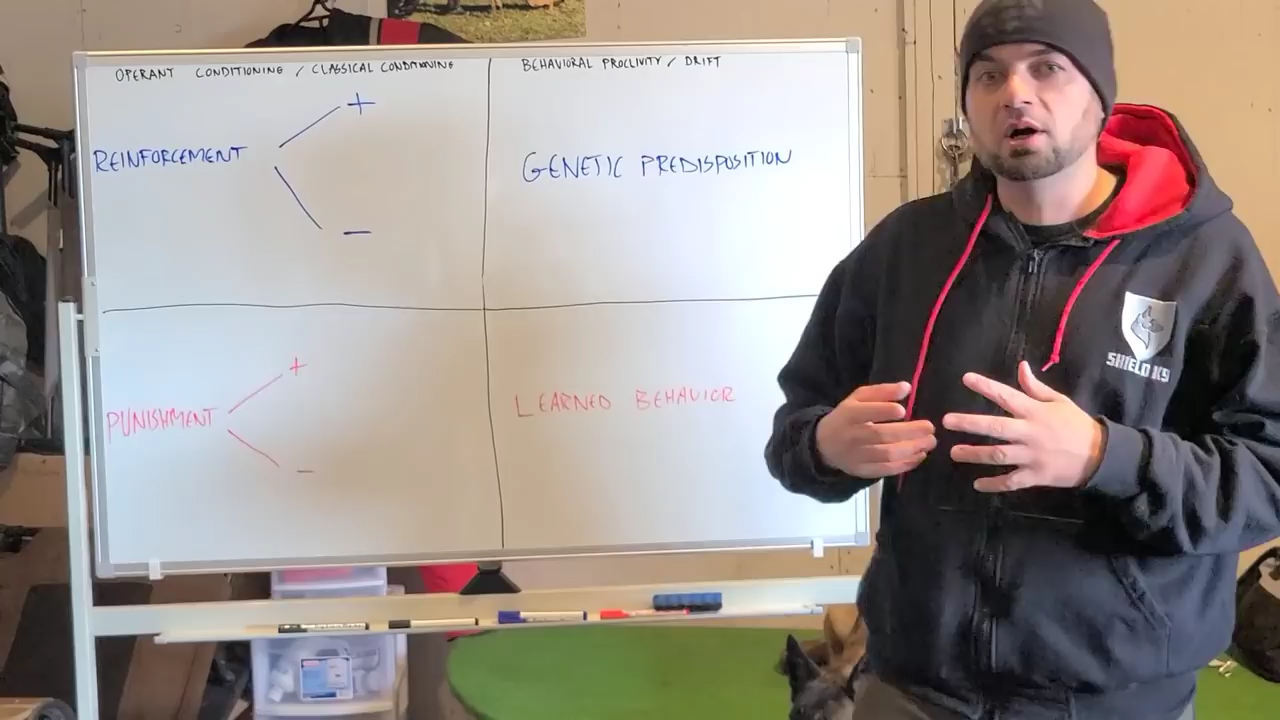 OPERANT CONDITIONING / CLASSICAL CONDITIONING
BEHAVIORAL PROCLIVITY / DRIFT
REINFORCEMENT
+
−
GENETIC PREDISPOSITION
PUNISHMENT
+
−
LEARNED BEHAVIOR
SHIELD K9